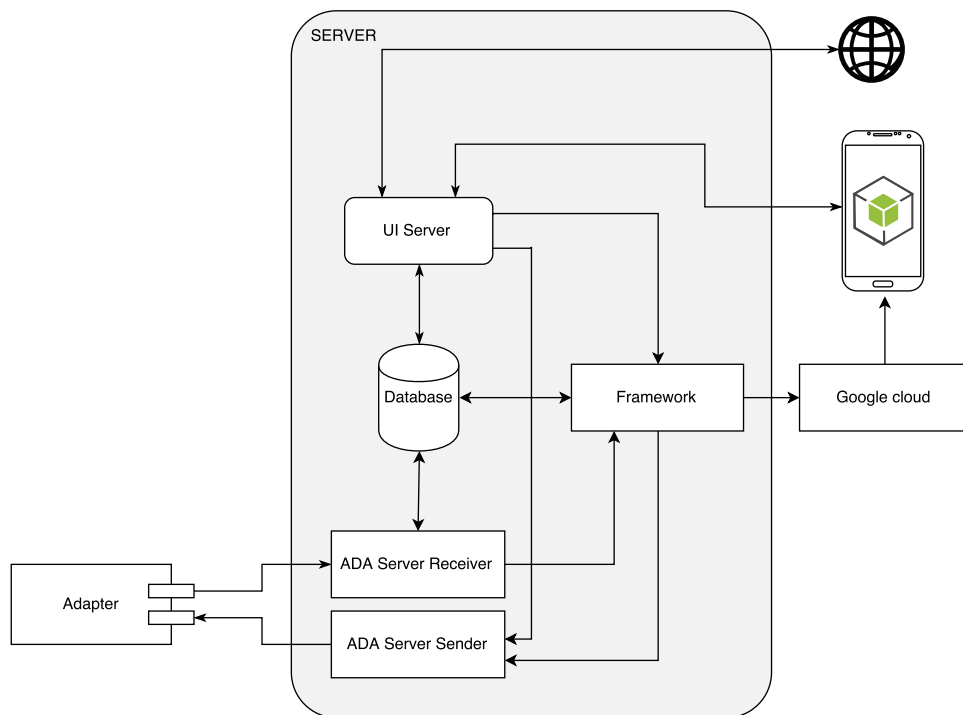 SERVER
UI Server
Database
Framework
Google cloud
ADA Server Receiver
Adapter
ADA Server Sender